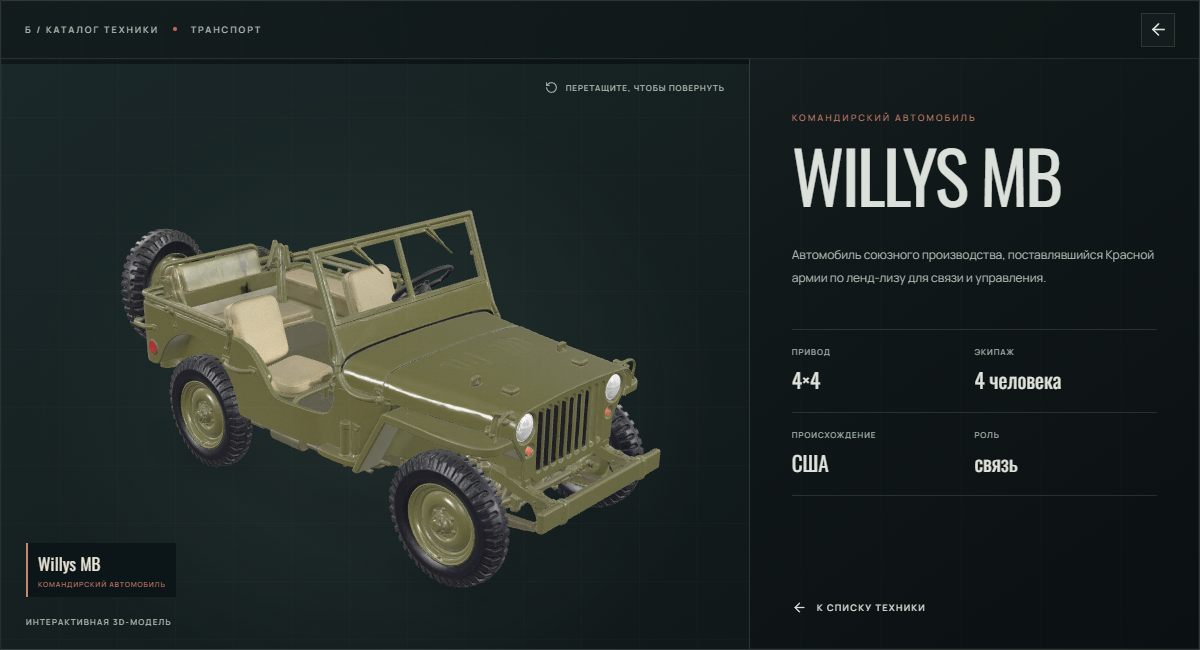 Б / КАТАЛОГ ТЕХНИКИ • ТРАНСПОРТ
ПЕРЕТАЩИТЕ, ЧТОБЫ ПОВЕРНУТЬ
КОМАНДИРСКИЙ АВТОМОБИЛЬ
WILLYS MB
Автомобиль союзного производства, поставлявшийся Красной
армии по ленд-лизу для связи и управления.
ПРИВОД
4×4
ЭКИПАЖ
4 человека
ПРОИСХОЖДЕНИЕ
США
РОЛЬ
связь
Willys MB
КОМАНДИРСКИЙ АВТОМОБИЛЬ
ИНТЕРАКТИВНАЯ 3D-МОДЕЛЬ
К СПИСКУ ТЕХНИКИ